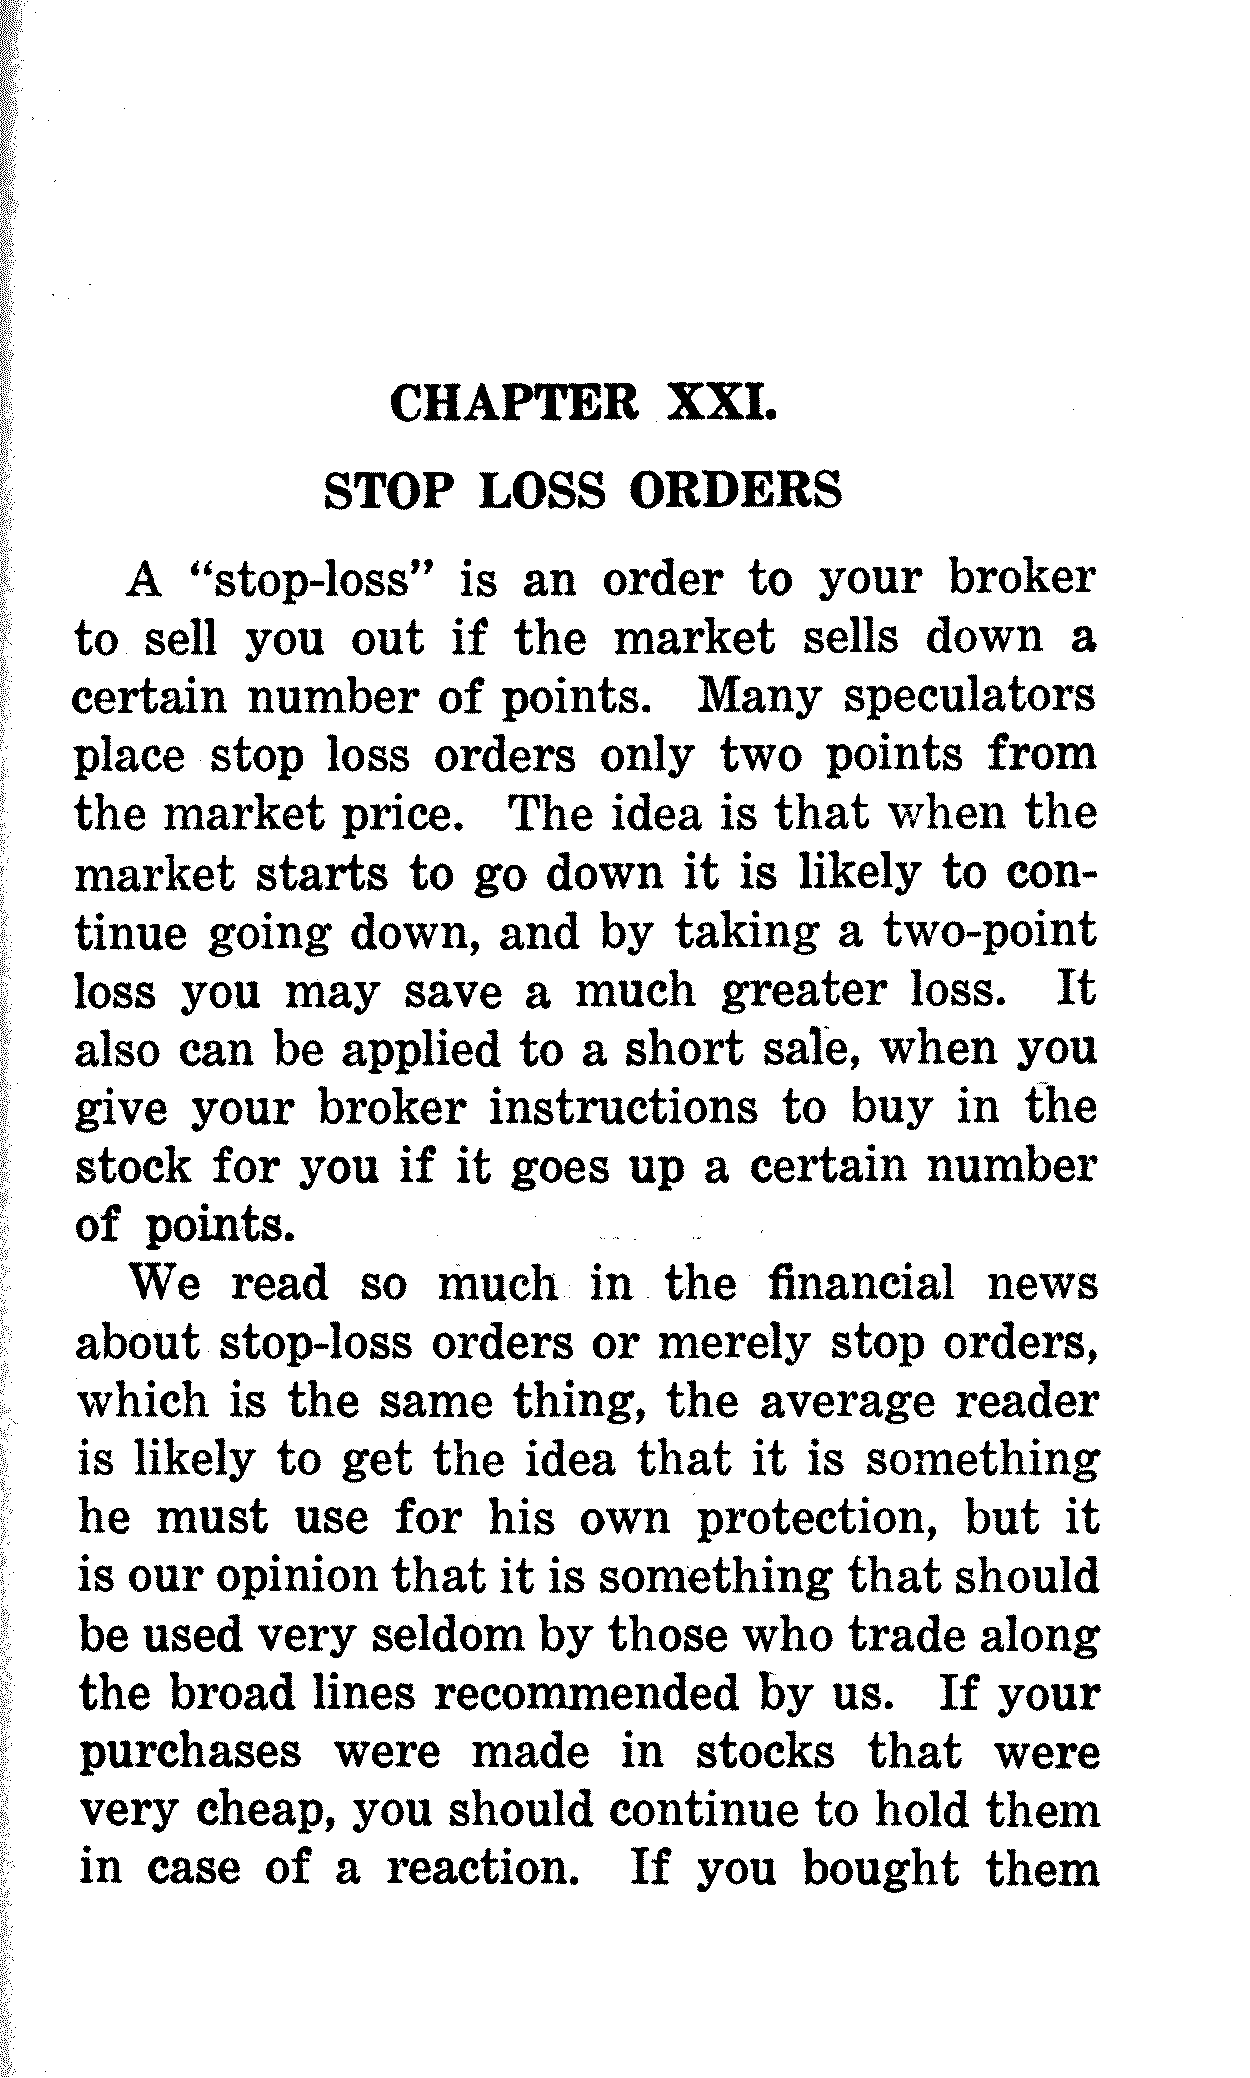 CHAPTER XXI.
STOP LOSS ORDERS
A "stop-loss" is an order to your broker
to sell you out if the market sells down a
certain number of points. Many speculators
place stop loss orders only two points from
the market price. The idea is that when the
market starts to go down it is likely to con-
tinue going down, and by taking a two-point
loss you may save a much greater loss. It
also can be applied to a short sale, when you
give your broker instructions to buy in the
stock for you if it goes up a certain number
of points.
We read so much in the financial news
about stop-loss orders or merely stop orders,
which is the same thing, the average reader
is likely to get the idea that it is something
he must use for his own protection, but it
is our opinion that it is something that should
be used very seldom by those who trade along
the broad lines recommended by us. If your
purchases were made in stocks that were
very cheap, you should continue to hold them
in case of a reaction. If you bought them